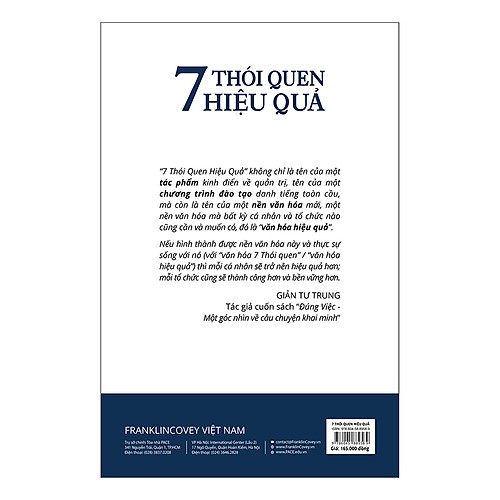 7 THÓI QUEN
HIỆU QUẢ
“7 Thói Quen Hiệu Quả” không chỉ là tên của một
tác phẩm kinh điển về quản trị, tên của một
chương trình đào tạo danh tiếng toàn cầu,
mà còn là tên của một nền văn hóa mới, một
nền văn hóa mà bất kỳ cá nhân và tổ chức nào
cũng cần và muốn có, đó là “văn hóa hiệu quả”.
Nếu hình thành được nền văn hóa này và thực sự
sống với nó (với “văn hóa 7 Thói quen” / “văn hóa
hiệu quả”) thì mỗi cá nhân sẽ trở nên hiệu quả hơn;
mỗi tổ chức cũng sẽ thành công hơn và bền vững hơn.
GIẢN TƯ TRUNG
Tác giả cuốn sách “Đúng Việc -
Một góc nhìn về câu chuyện khai minh”
FRANKLINCOVEY VIỆT NAM
Trụ sở chính: Tòa nhà PACE
341 Nguyễn Trãi, Quận 1, TP.HCM
Điện thoại: (028) 3837.0208
VP Hà Nội: International Center (Lầu 2)
17 Ngô Quyền, Quận Hoàn Kiếm, Hà Nội
Điện thoại: (024) 3646.2828
contact@FranklinCovey.vn
www.FranklinCovey.vn
www.PACE.edu.vn
7 THÓI QUEN HIỆU QUẢ
Giá: 165.000 đồng